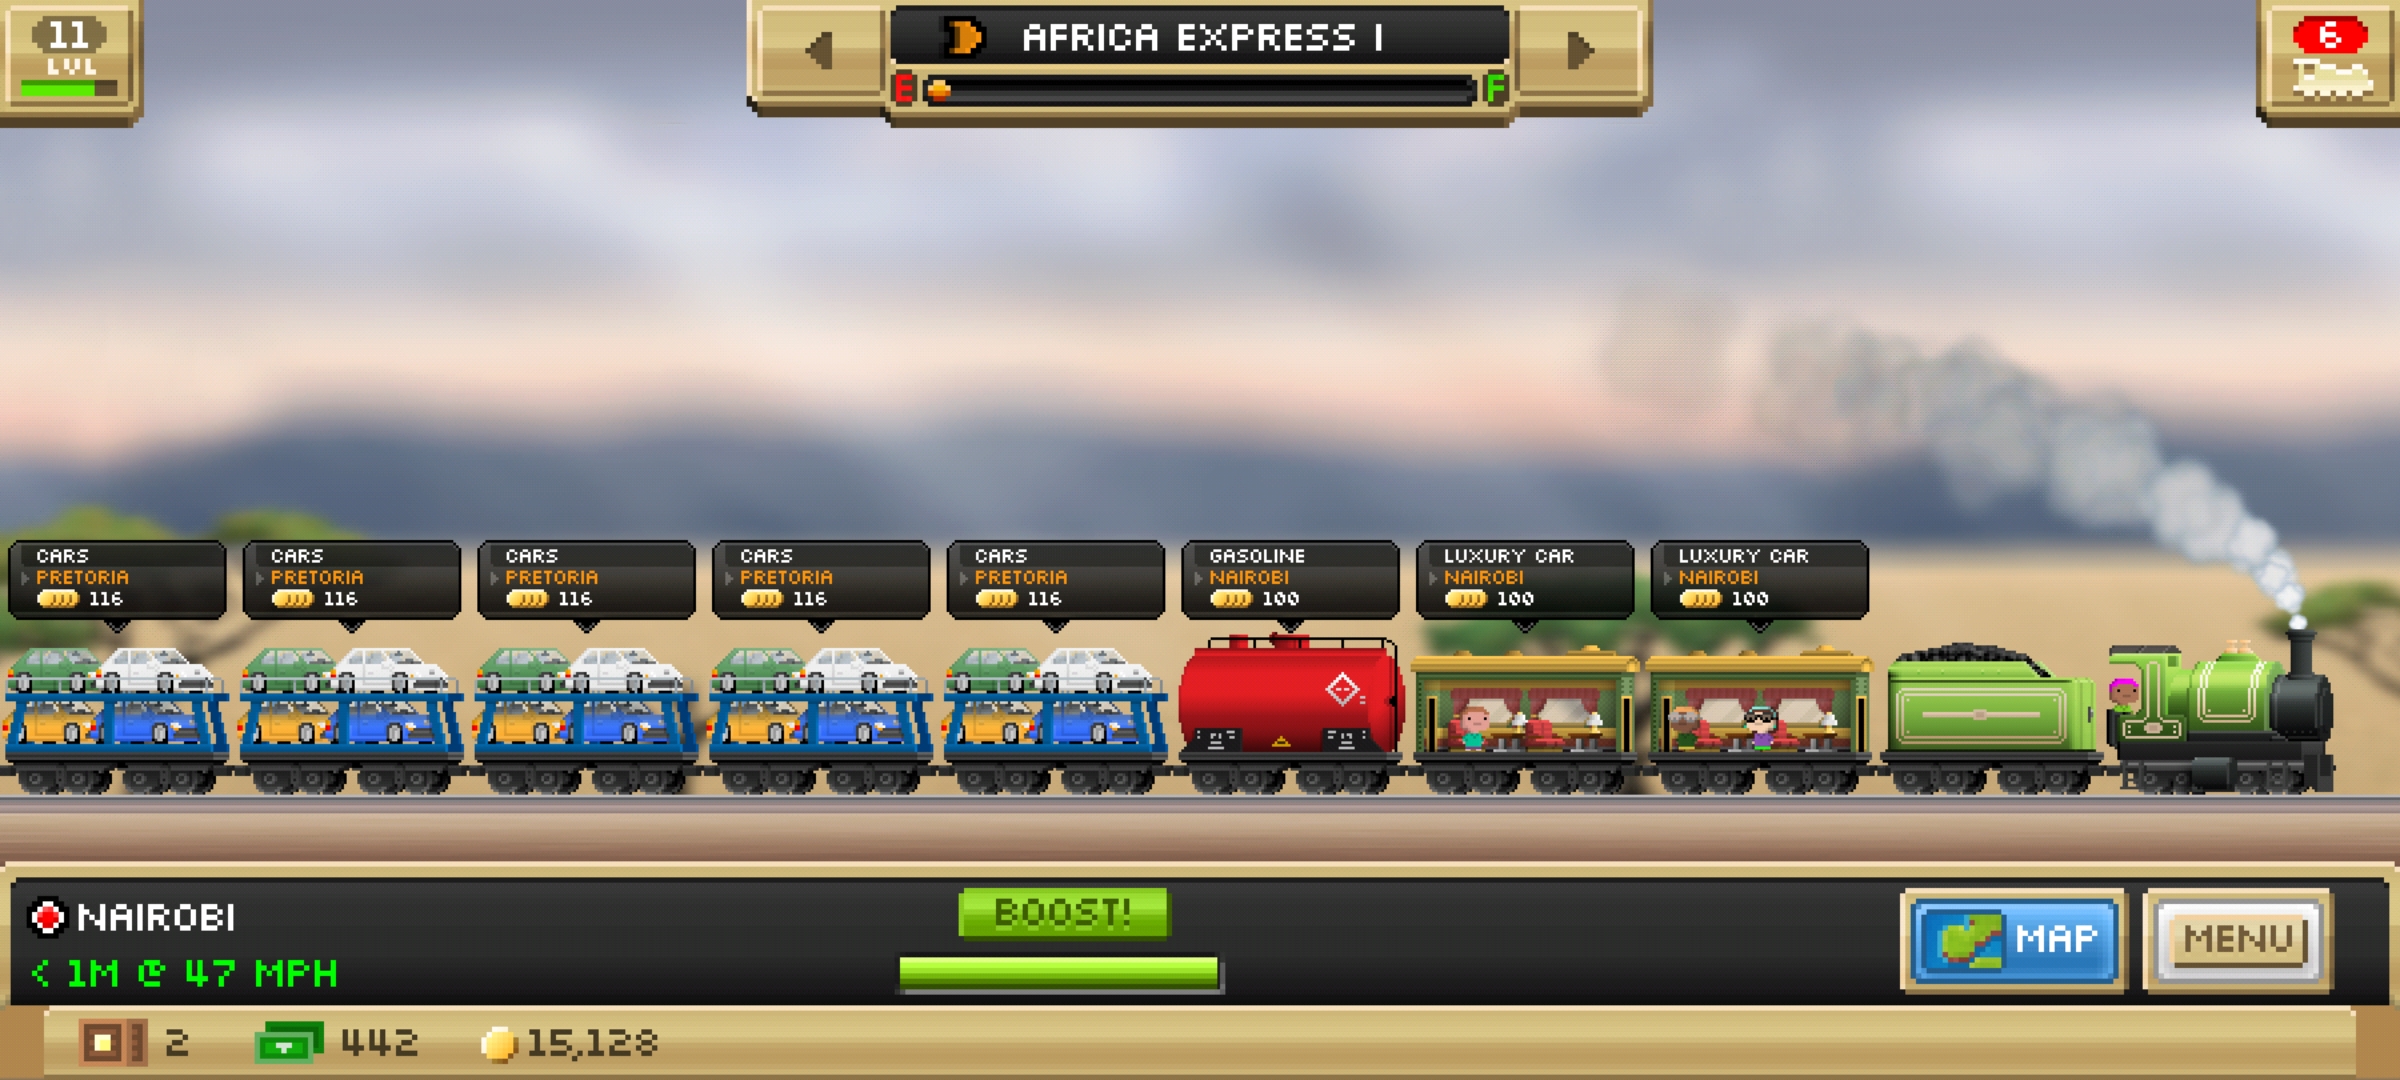 11
LVL
AFRICA EXPRESS I
E
F
6
CARS
PRETORIA
116
CARS
PRETORIA
116
CARS
PRETORIA
116
CARS
PRETORIA
116
CARS
PRETORIA
116
GASOLINE
NAIROBI
100
LUXURY CAR
NAIROBI
100
LUXURY CAR
NAIROBI
100
NAIROBI
< 1M @ 47 MPH
BOOST!
MAP
MENU
2
442
15,128